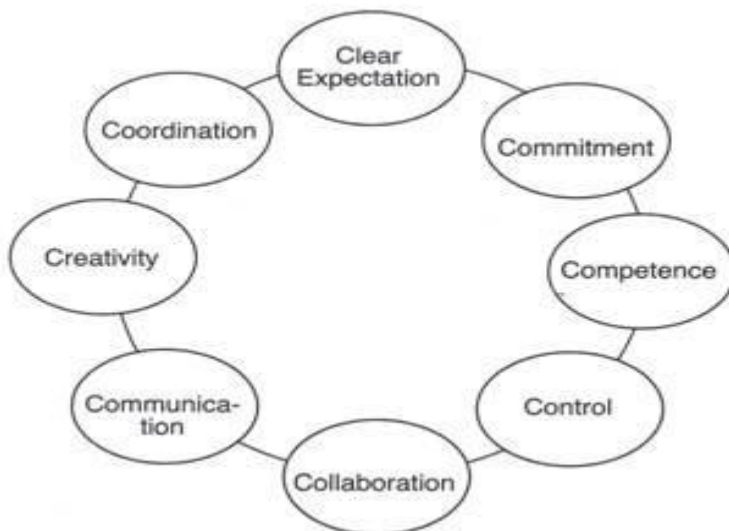 Clear
Expectation
Commitment
Competence
Control
Collaboration
Communica-
tion
Creativity
Coordination